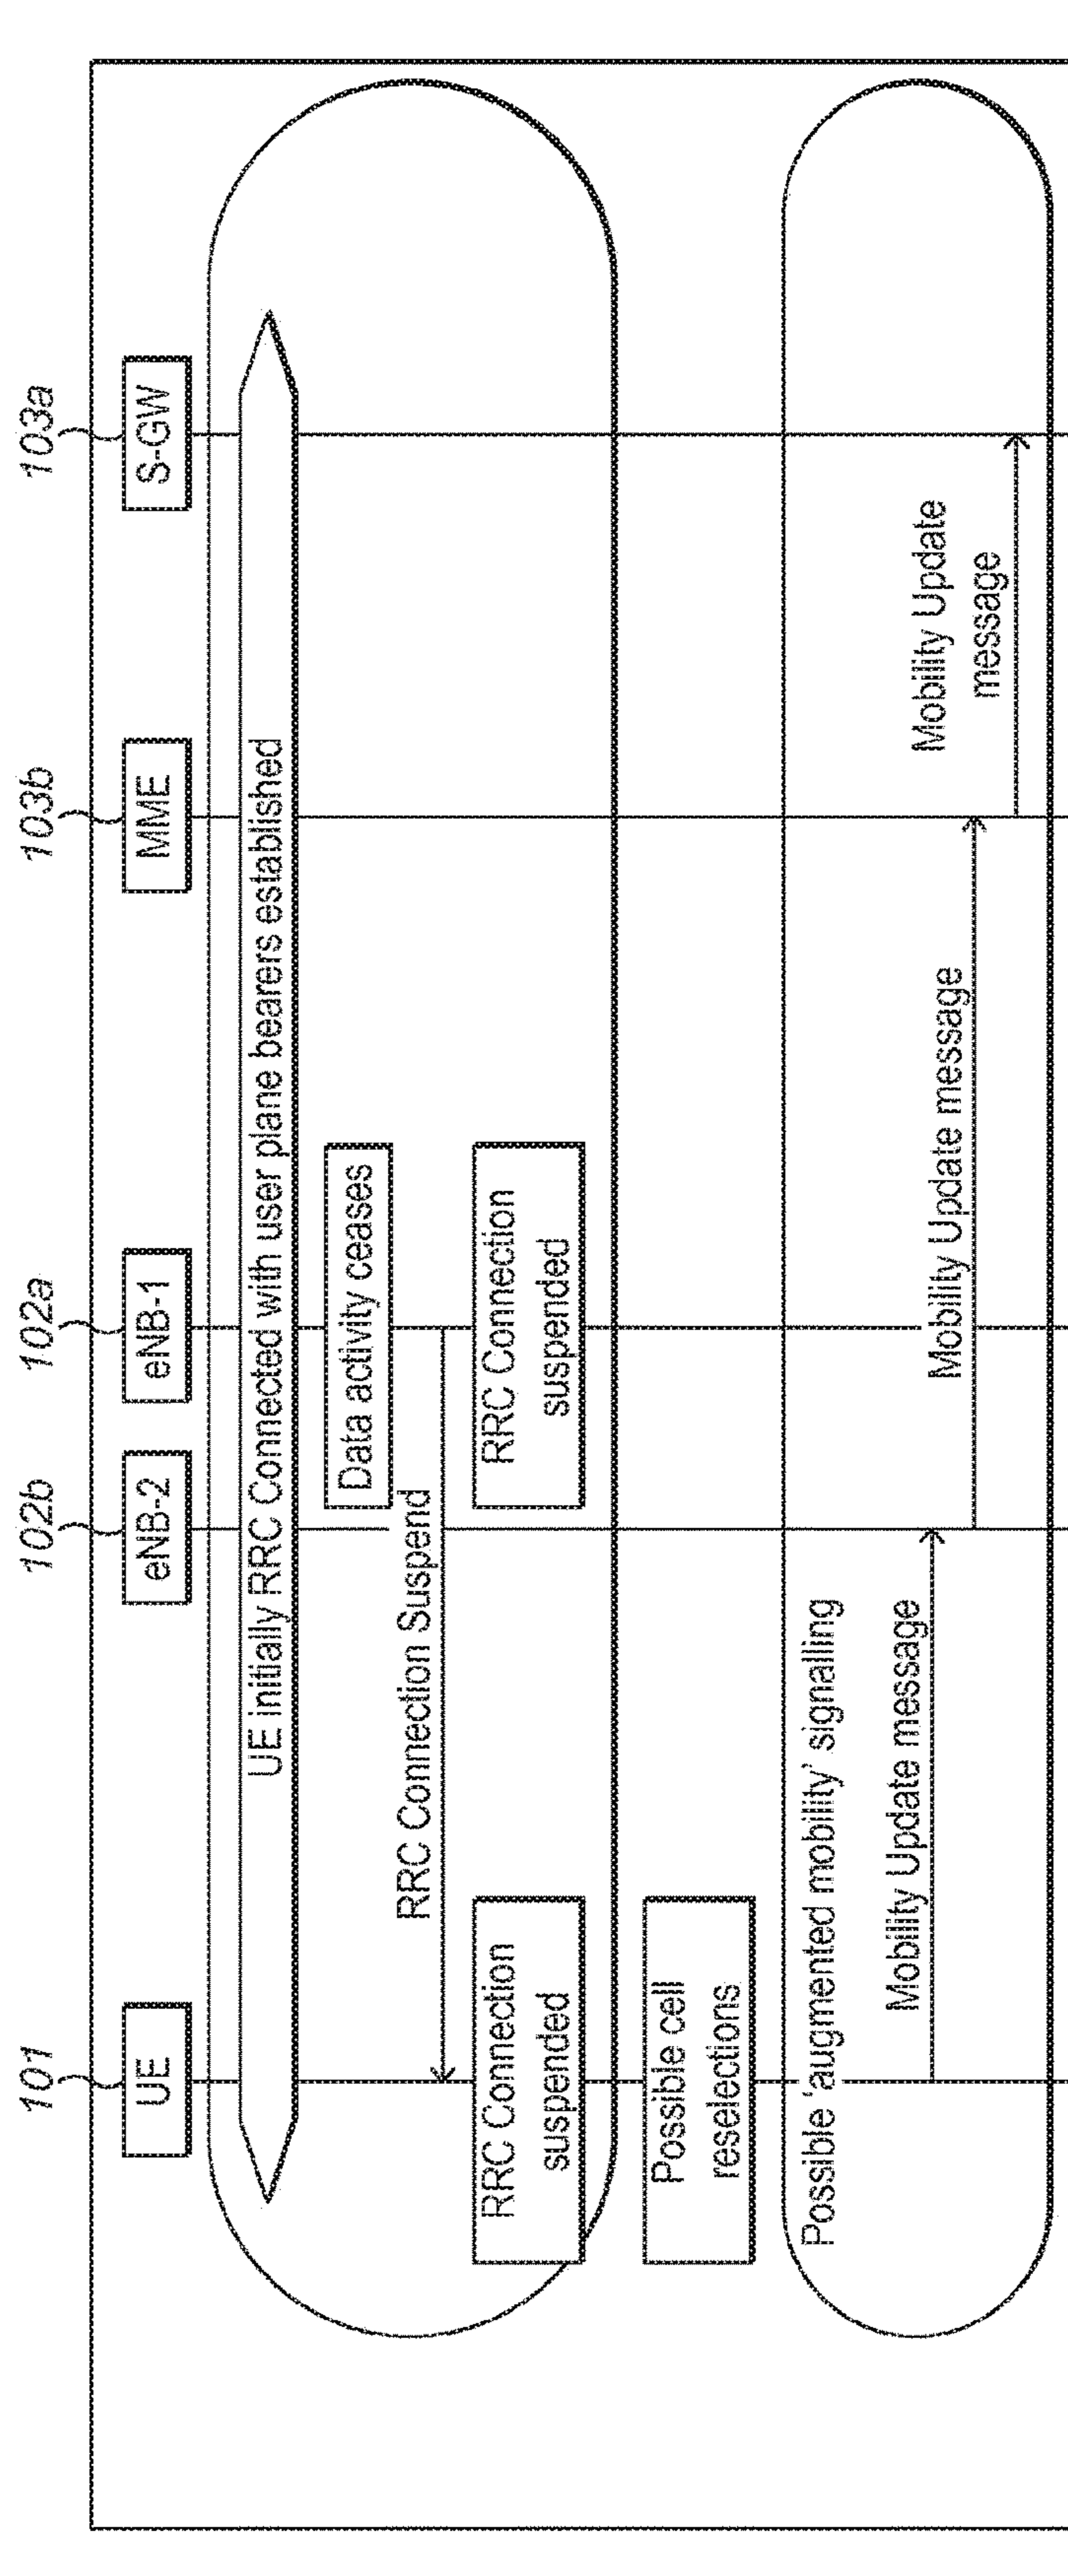 101
102b
102a
103b
103a
UE
eNB-2
eNB-1
MME
S-GW
UE initially RRC Connected with user plane bearers established
Data activity ceases
RRC Connection Suspend
RRC Connection
suspended
RRC Connection
suspended
Possible cell
reselections
Possible 'augmented mobility' signalling
Mobility Update message
Mobility Update message
Mobility Update
message